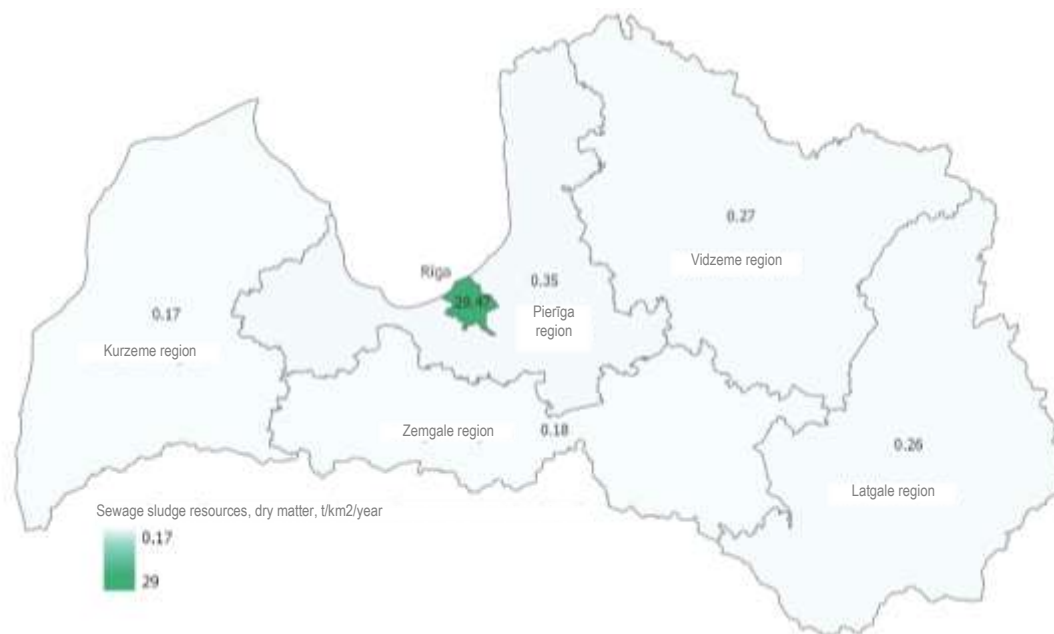 0.27
Vidzeme region
Rīga
29.47
0.35
Pierīga
region
0.17
Kurzeme region
Zemgale region
0.18
0.26
Latgale region
Sewage sludge resources, dry matter, t/km2/year
0.17
29